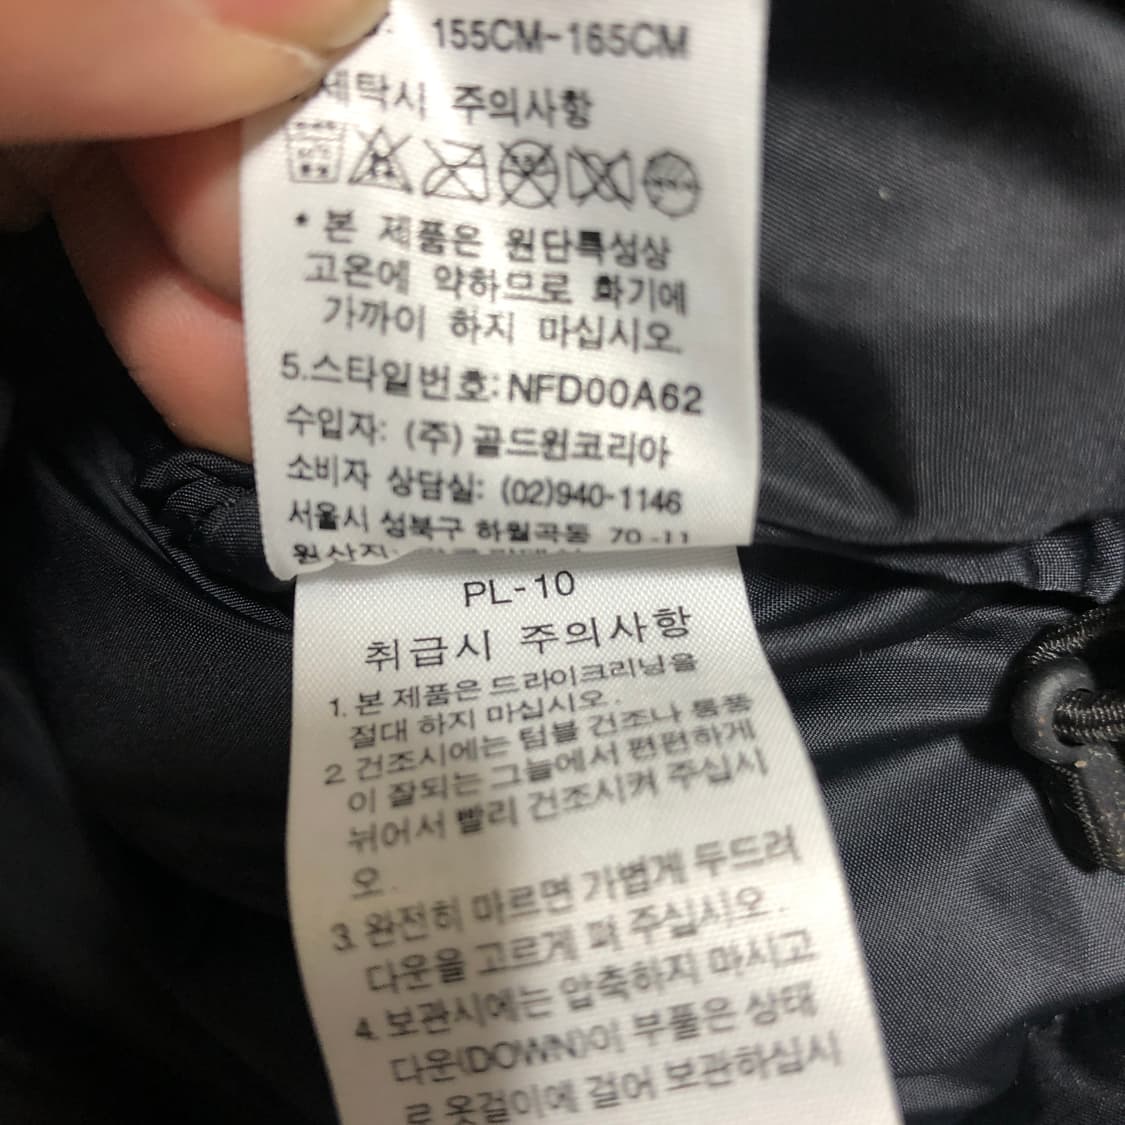 155CM~165CM
세탁시 주의사항
* 본 제품은 원단특성상
고온에 약하므로 화기에
가까이 하지 마십시오.
5.스타일번호:NFD00A62
수입자: (주) 골드윈코리아
소비자 상담실: (02)940-1146
서울시 성북구 하월곡동 70-11
PL-10
취급시 주의사항
1. 본 제품은 드라이크리닝을
절대 하지 마십시오.
2. 건조시에는 텀블 건조나 통풍
이 잘되는 그늘에서 편편하게
뉘어서 빨리 건조시켜 주십시
오.
3. 완전히 마르면 가볍게 두드려
다운을 고르게 펴 주십시오.
4. 보관시에는 압축하지 마시고
다운(DOWN)이 부풀은 상태
로 옷걸이에 걸어 보관하십시